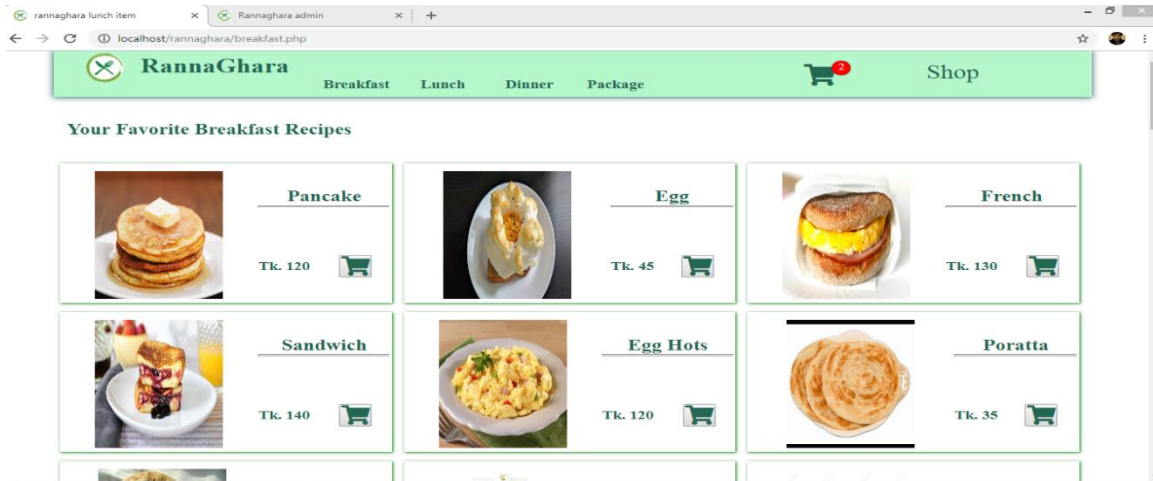 rannaghara lunch item
Rannaghara admin
localhost/rannaghara/breakfast.php
RannaGhara
Breakfast Lunch Dinner Package
2
Shop
Your Favorite Breakfast Recipes
Pancake
Tk. 120
Egg
Tk. 45
French
Tk. 130
Sandwich
Tk. 140
Egg Hots
Tk. 120
Poratta
Tk. 35